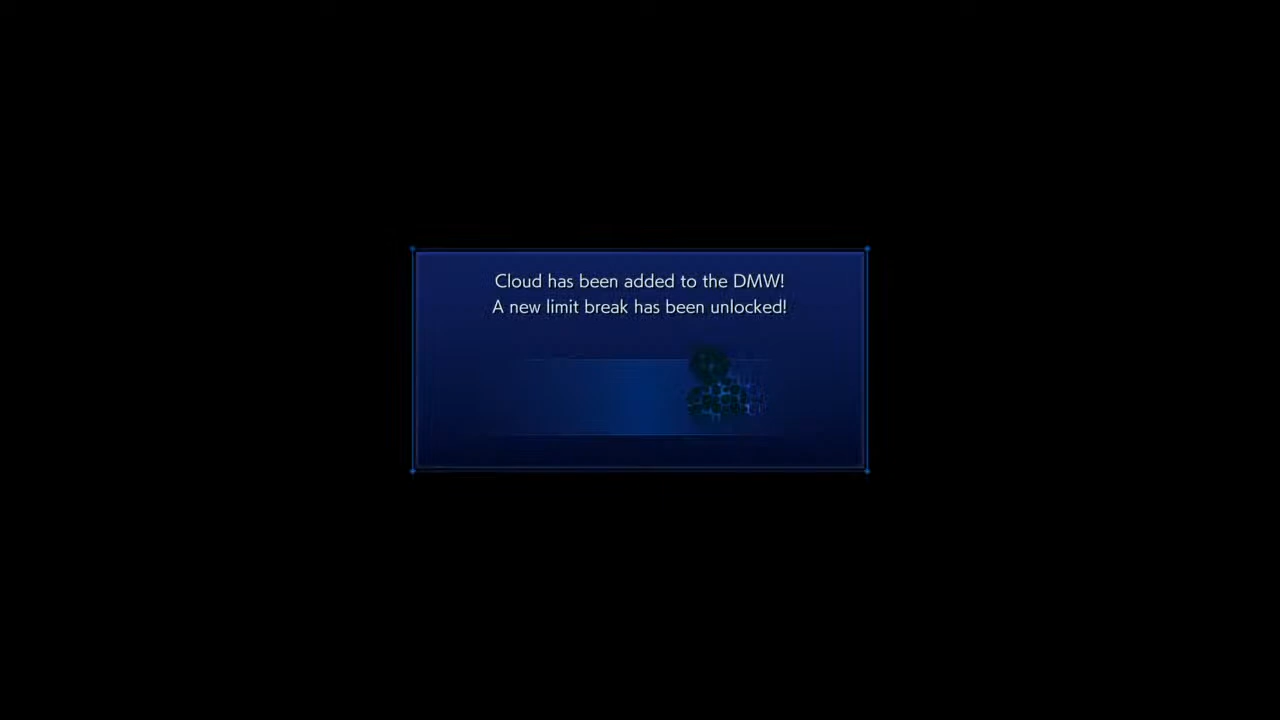 Cloud has been added to the DMW!
A new limit break has been unlocked!